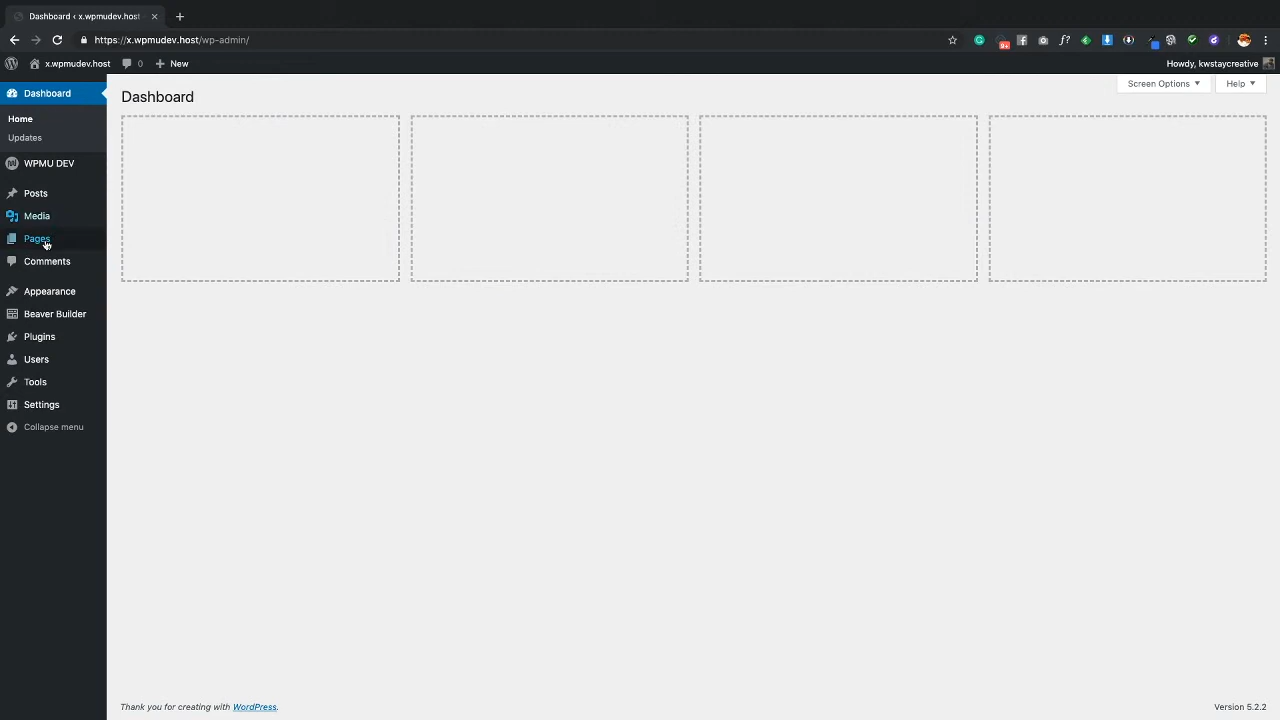 Dashboard ‹ x.wpmudev.host
https://x.wpmudev.host/wp-admin/
x.wpmudev.host 0 New Howdy, kwstaycreative
Dashboard
Home
Updates
WPMU DEV
Posts
Media
Pages
Comments
Appearance
Beaver Builder
Plugins
Users
Tools
Settings
Collapse menu
Screen Options Help
Dashboard
Thank you for creating with WordPress.
Version 5.2.2